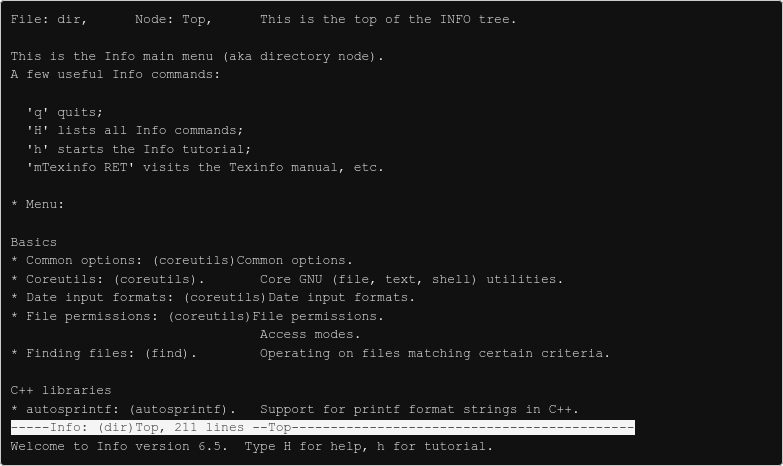 File: dir,      Node: Top,      This is the top of the INFO tree.
This is the Info main menu (aka directory node).
A few useful Info commands:
  'q' quits;
  'H' lists all Info commands;
  'h' starts the Info tutorial;
  'mTexinfo RET' visits the Texinfo manual, etc.
* Menu:
Basics
* Common options: (coreutils)Common options.
* Coreutils: (coreutils).       Core GNU (file, text, shell) utilities.
* Date input formats: (coreutils)Date input formats.
* File permissions: (coreutils)File permissions.
                                Access modes.
* Finding files: (find).        Operating on files matching certain criteria.
C++ libraries
* autosprintf: (autosprintf).   Support for printf format strings in C++.
-----Info: (dir)Top, 211 lines --Top--------------------------------------------
Welcome to Info version 6.5.  Type H for help, h for tutorial.